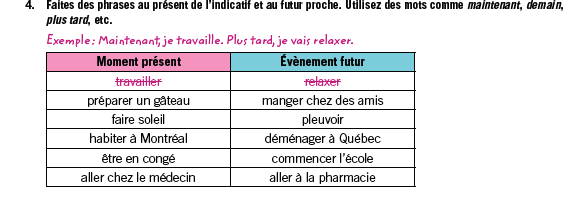 4. Faites des phrases au présent de l'indicatif et au futur proche. Utilisez des mots comme maintenant, demain,
plus tard, etc.
Exemple : Maintenant, je travaille. Plus tard, je vais relaxer.
Moment présent Évènement futur
travailler relaxer
préparer un gâteau manger chez des amis
faire soleil pleuvoir
habiter à Montréal déménager à Québec
être en congé commencer l'école
aller chez le médecin aller à la pharmacie